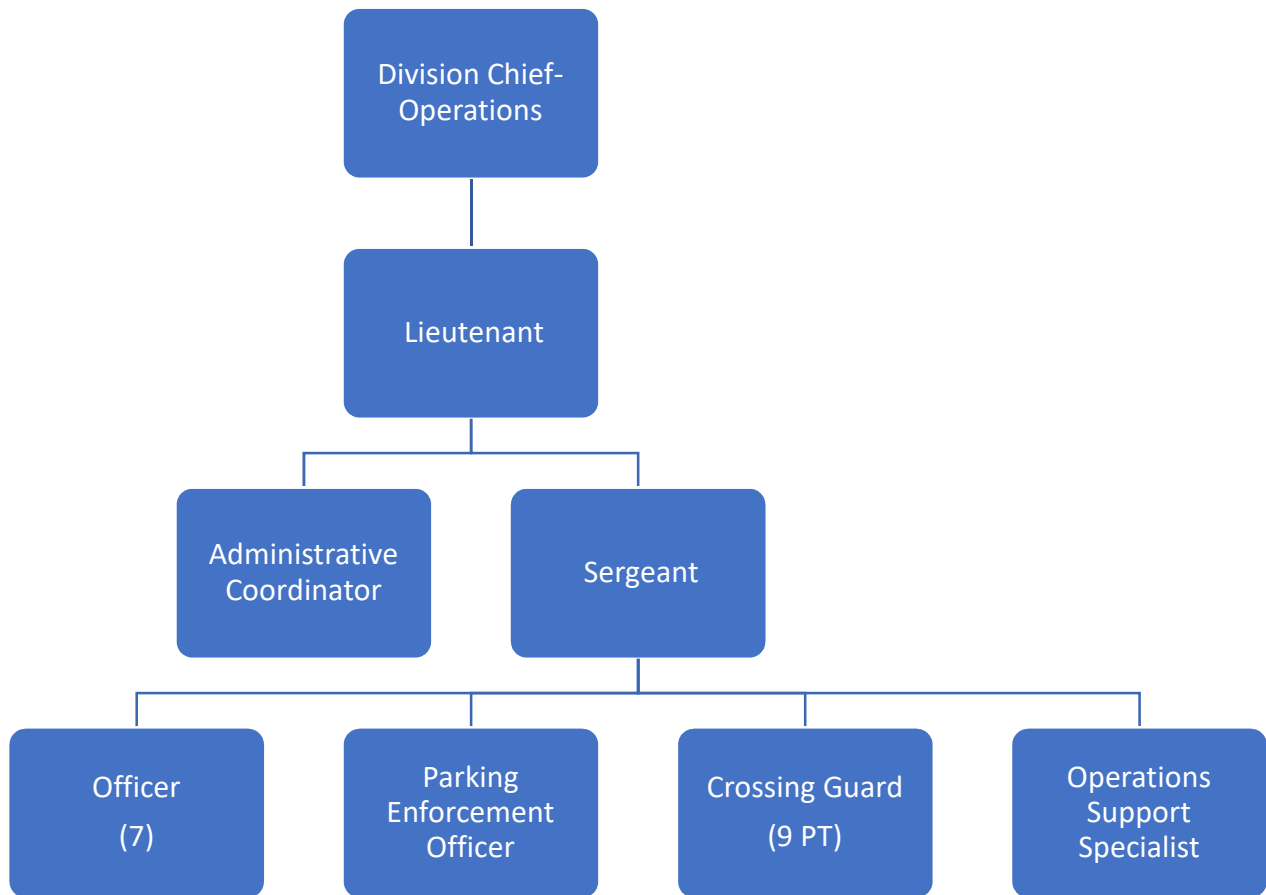 Division Chief-
Operations
Lieutenant
Administrative
Coordinator
Sergeant
Officer
(7)
Parking
Enforcement
Officer
Crossing Guard
(9 PT)
Operations
Support
Specialist